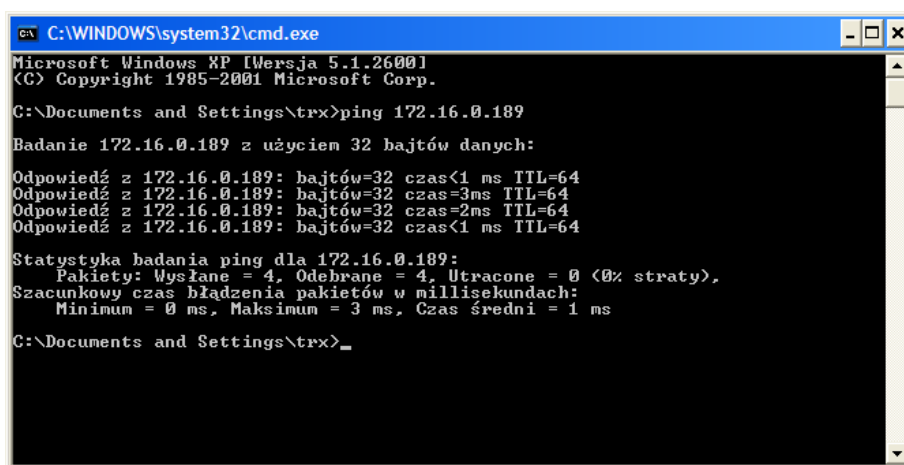 C:\WINDOWS\system32\cmd.exe
Microsoft Windows XP [Wersja 5.1.2600]
(C) Copyright 1985-2001 Microsoft Corp.
C:\Documents and Settings\trx>ping 172.16.0.189
Badanie 172.16.0.189 z użyciem 32 bajtów danych:
Odpowiedź z 172.16.0.189: bajtów=32 czas<1 ms TTL=64
Odpowiedź z 172.16.0.189: bajtów=32 czas=3ms TTL=64
Odpowiedź z 172.16.0.189: bajtów=32 czas=2ms TTL=64
Odpowiedź z 172.16.0.189: bajtów=32 czas<1 ms TTL=64
Statystyka badania ping dla 172.16.0.189:
Pakiety: Wysłane = 4, Odebrane = 4, Utracone = 0 (0% straty),
Szacunkowy czas błądzenia pakietów w millisekundach:
Minimum = 0 ms, Maksimum = 3 ms, Czas średni = 1 ms
C:\Documents and Settings\trx>_